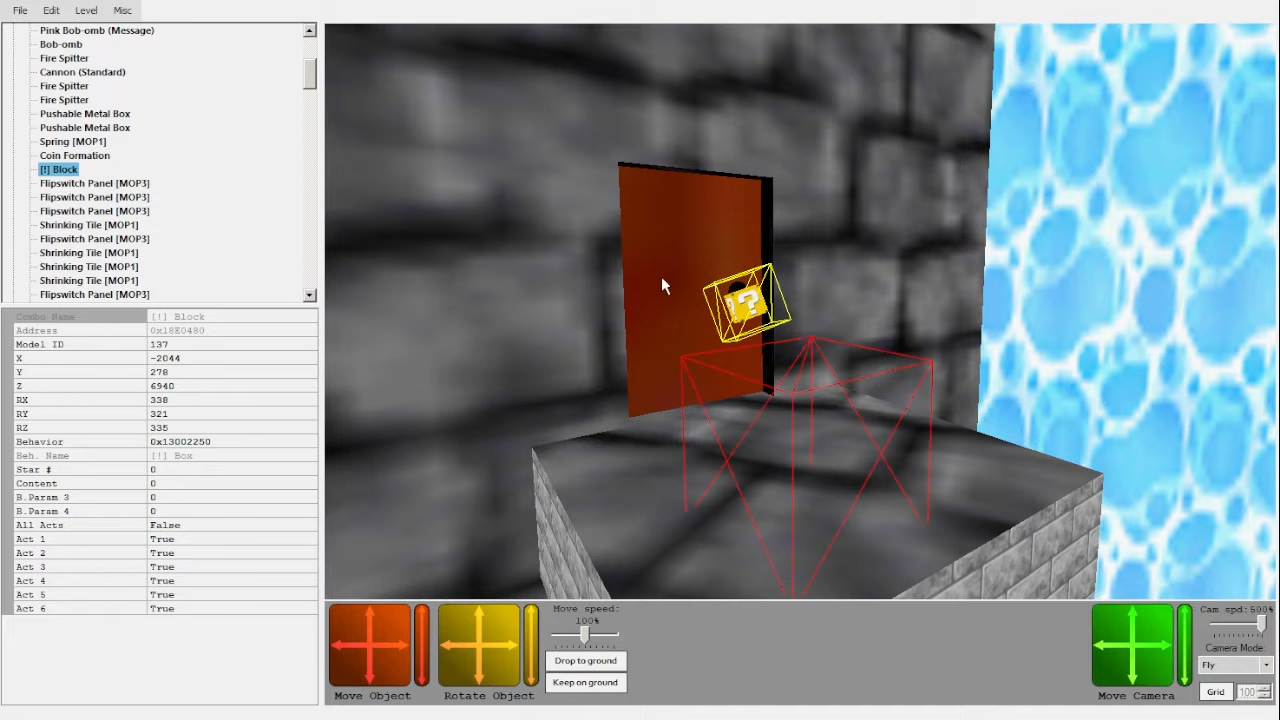 File Edit Level Misc
Pink Bob-omb (Message)
Bob-omb
Fire Spitter
Cannon (Standard)
Fire Spitter
Fire Spitter
Pushable Metal Box
Pushable Metal Box
Spring [MOP1]
Coin Formation
[!] Block
Flipswitch Panel [MOP3]
Flipswitch Panel [MOP3]
Flipswitch Panel [MOP3]
Shrinking Tile [MOP1]
Flipswitch Panel [MOP3]
Shrinking Tile [MOP1]
Shrinking Tile [MOP1]
Shrinking Tile [MOP1]
Flipswitch Panel [MOP3]
Combo Name [!] Block
Address 0x18E0480
Model ID 137
X -2044
Y 278
Z 6940
RX 338
RY 321
RZ 335
Behavior 0x13002250
Beh. Name [!] Box
Star # 0
Content 0
B.Param 3 0
B.Param 4 0
All Acts False
Act 1 True
Act 2 True
Act 3 True
Act 4 True
Act 5 True
Act 6 True
?
Move Object
Rotate Object
Move speed:
100%
Drop to ground
Keep on ground
Move Camera
Cam spd: 500%
Camera Mode:
Fly
Grid 100